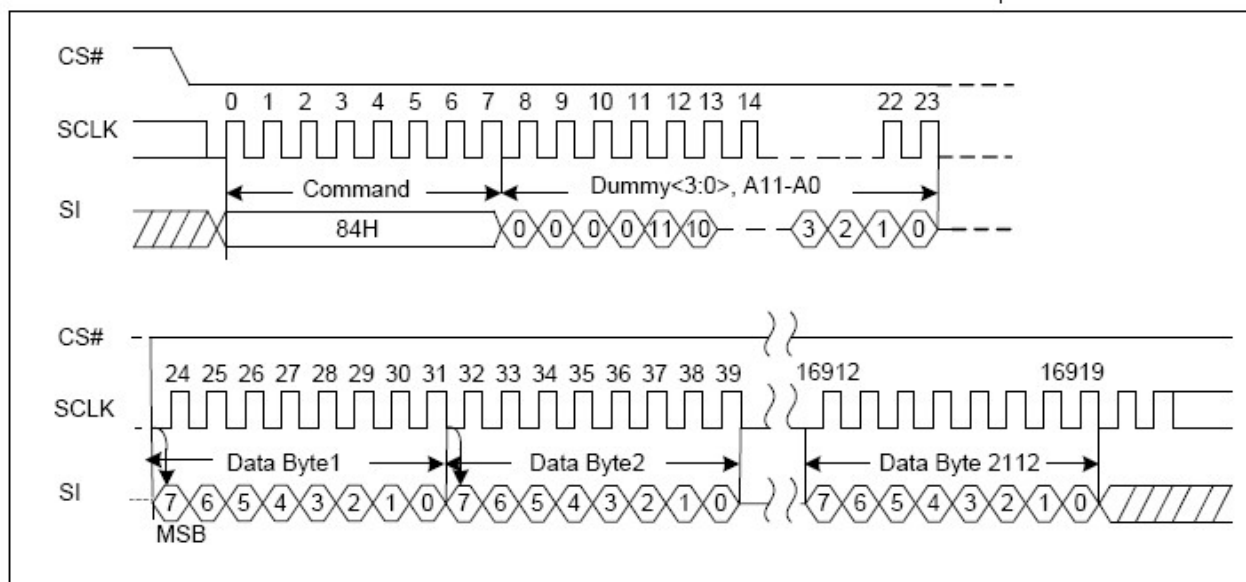 CS#
0 1 2 3 4 5 6 7 8 9 10 11 12 13 14 22 23
SCLK
Command Dummy<3:0>, A11-A0
SI
84H 0 0 0 0 11 10 3 2 1 0
CS#
24 25 26 27 28 29 30 31 32 33 34 35 36 37 38 39 16912 16919
SCLK
Data Byte1 Data Byte2 Data Byte 2112
SI
7 6 5 4 3 2 1 0 7 6 5 4 3 2 1 0 7 6 5 4 3 2 1 0
MSB